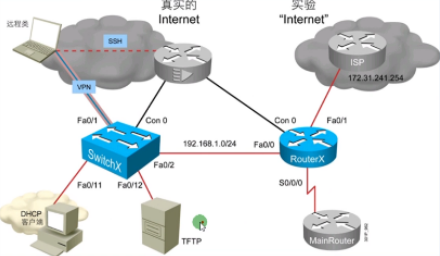 真实的
Internet
实验
“Internet”
远程类
SSH
ISP
172.31.241.254
VPN
Fa0/1
Con 0
Con 0
Fa0/1
192.168.1.0/24
Fa0/0
SwitchX
Fa0/2
RouterX
Fa0/11
Fa0/12
S0/0/0
DHCP
客户端
TFTP
MainRouter